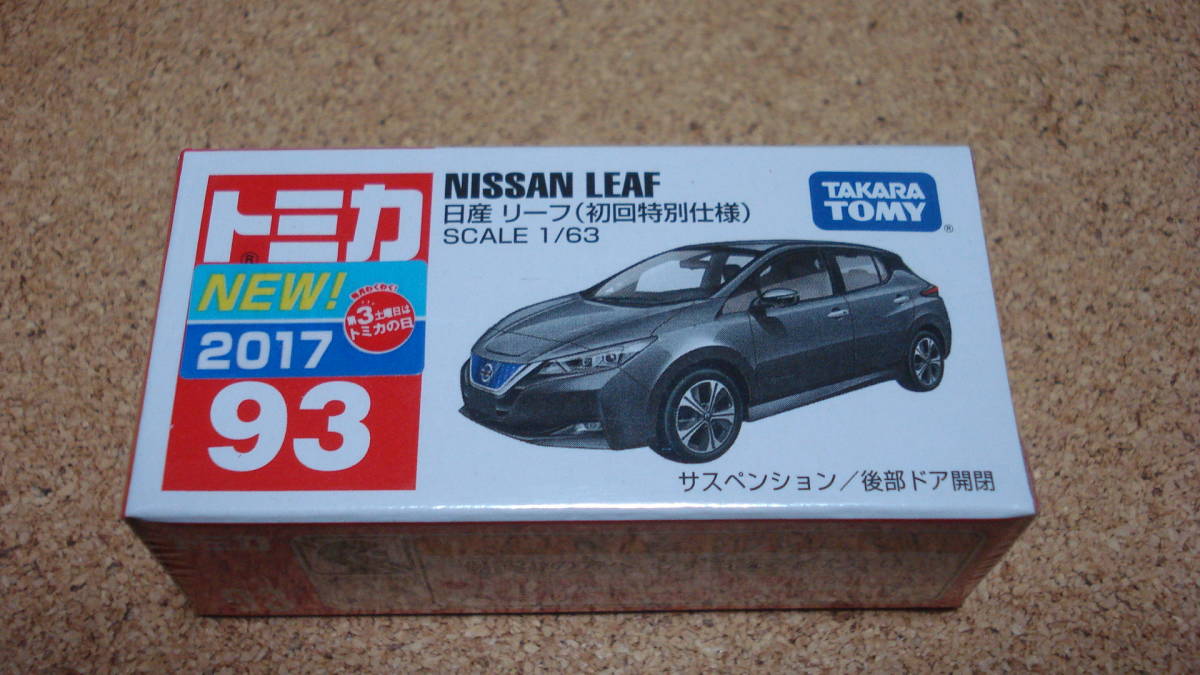 トミカ
®
NEW!
毎月わくわく!
第3土曜日は
トミカの日
2017
93
NISSAN LEAF
日産 リーフ(初回特別仕様)
SCALE 1/63
TAKARA
TOMY
®
サスペンション/後部ドア開閉